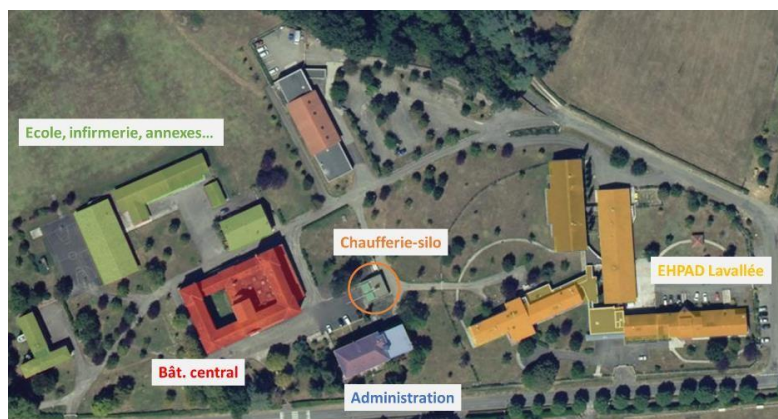 Ecole, infirmerie, annexes...
Chaufferie-silo
EHPAD Lavallée
Bât. central
Administration